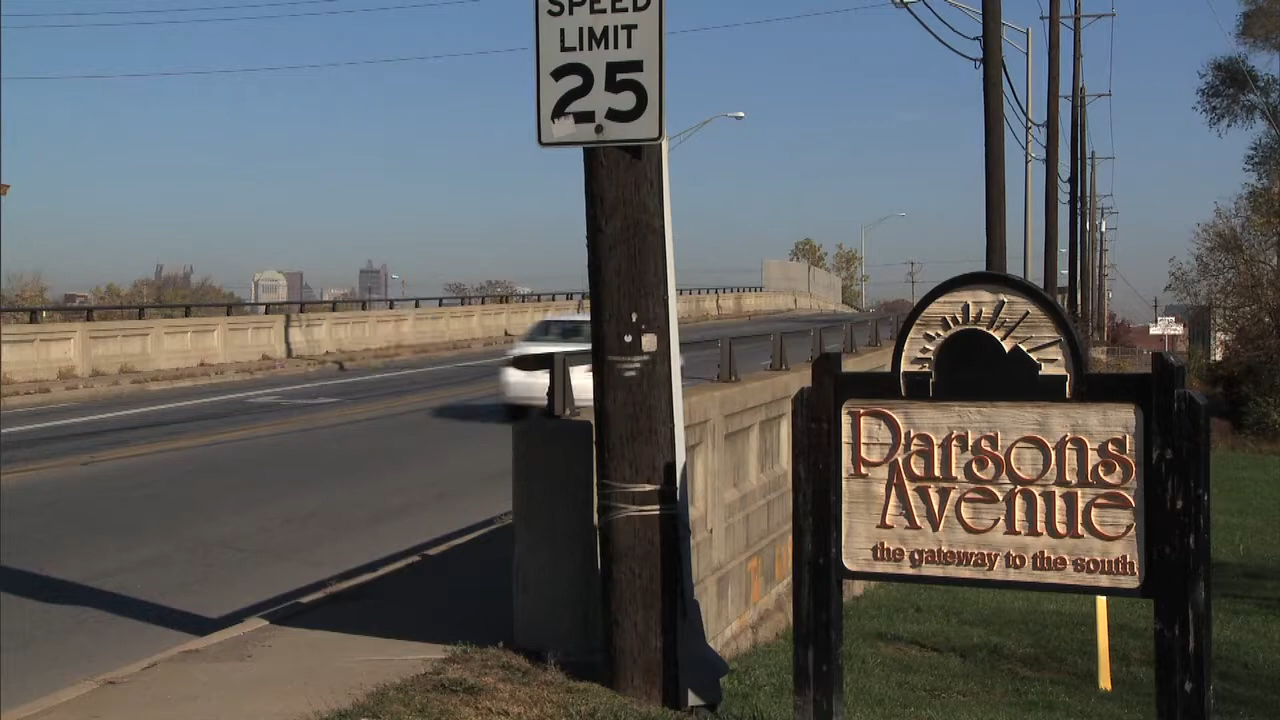 SPEED
LIMIT
25
Parsons
Avenue
the gateway to the south